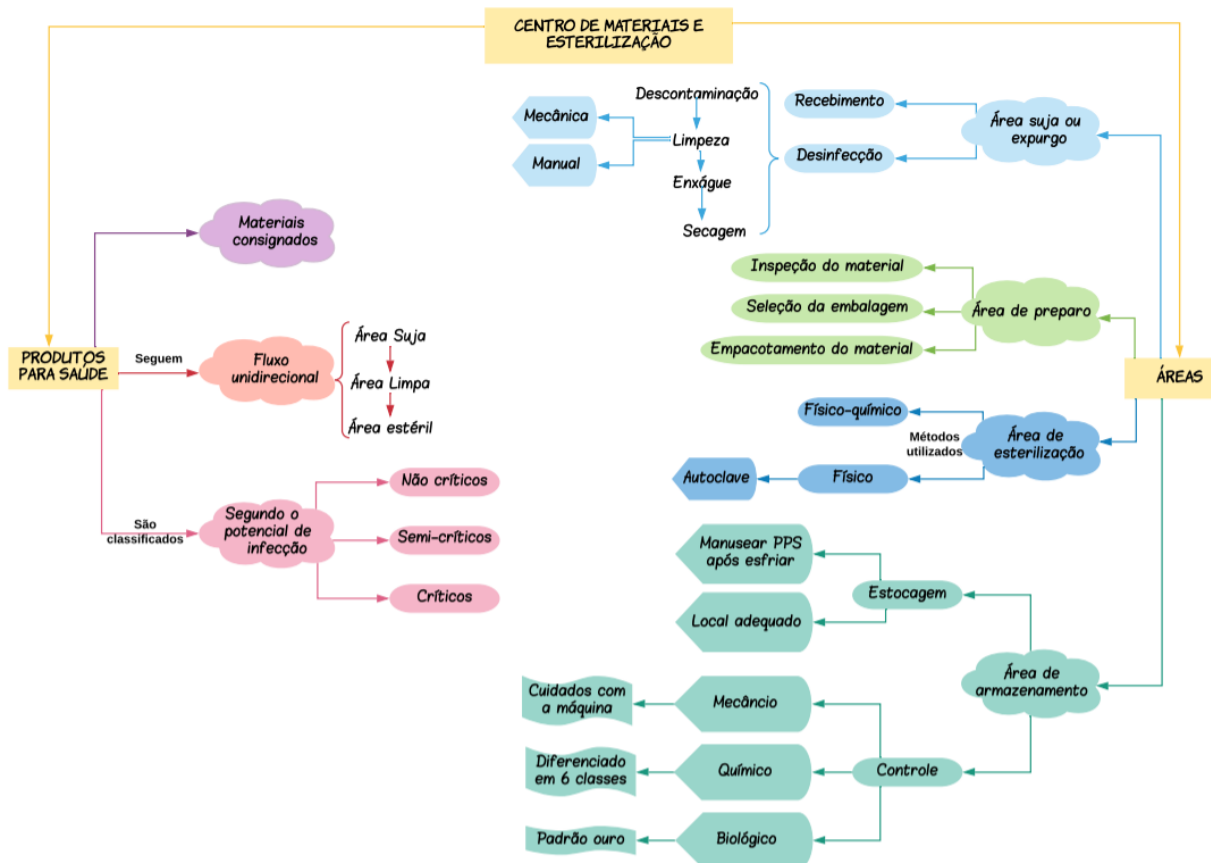 CENTRO DE MATERIAIS E
ESTERILIZAÇÃO
PRODUTOS
PARA SAÚDE
Materiais
consignados
Seguem
Fluxo
unidirecional
Área Suja
Área Limpa
Área estéril
São
classificados
Segundo o
potencial de
infecção
Não críticos
Semi-críticos
Críticos
ÁREAS
Área suja ou
expurgo
Recebimento
Desinfecção
Descontaminação
Limpeza
Enxágue
Secagem
Mecânica
Manual
Área de preparo
Inspeção do material
Seleção da embalagem
Empacotamento do material
Área de
esterilização
Métodos
utilizados
Físico-químico
Físico
Autoclave
Área de
armazenamento
Estocagem
Manusear PPS
após esfriar
Local adequado
Controle
Mecâncio
Cuidados com
a máquina
Químico
Diferenciado
em 6 classes
Biológico
Padrão ouro